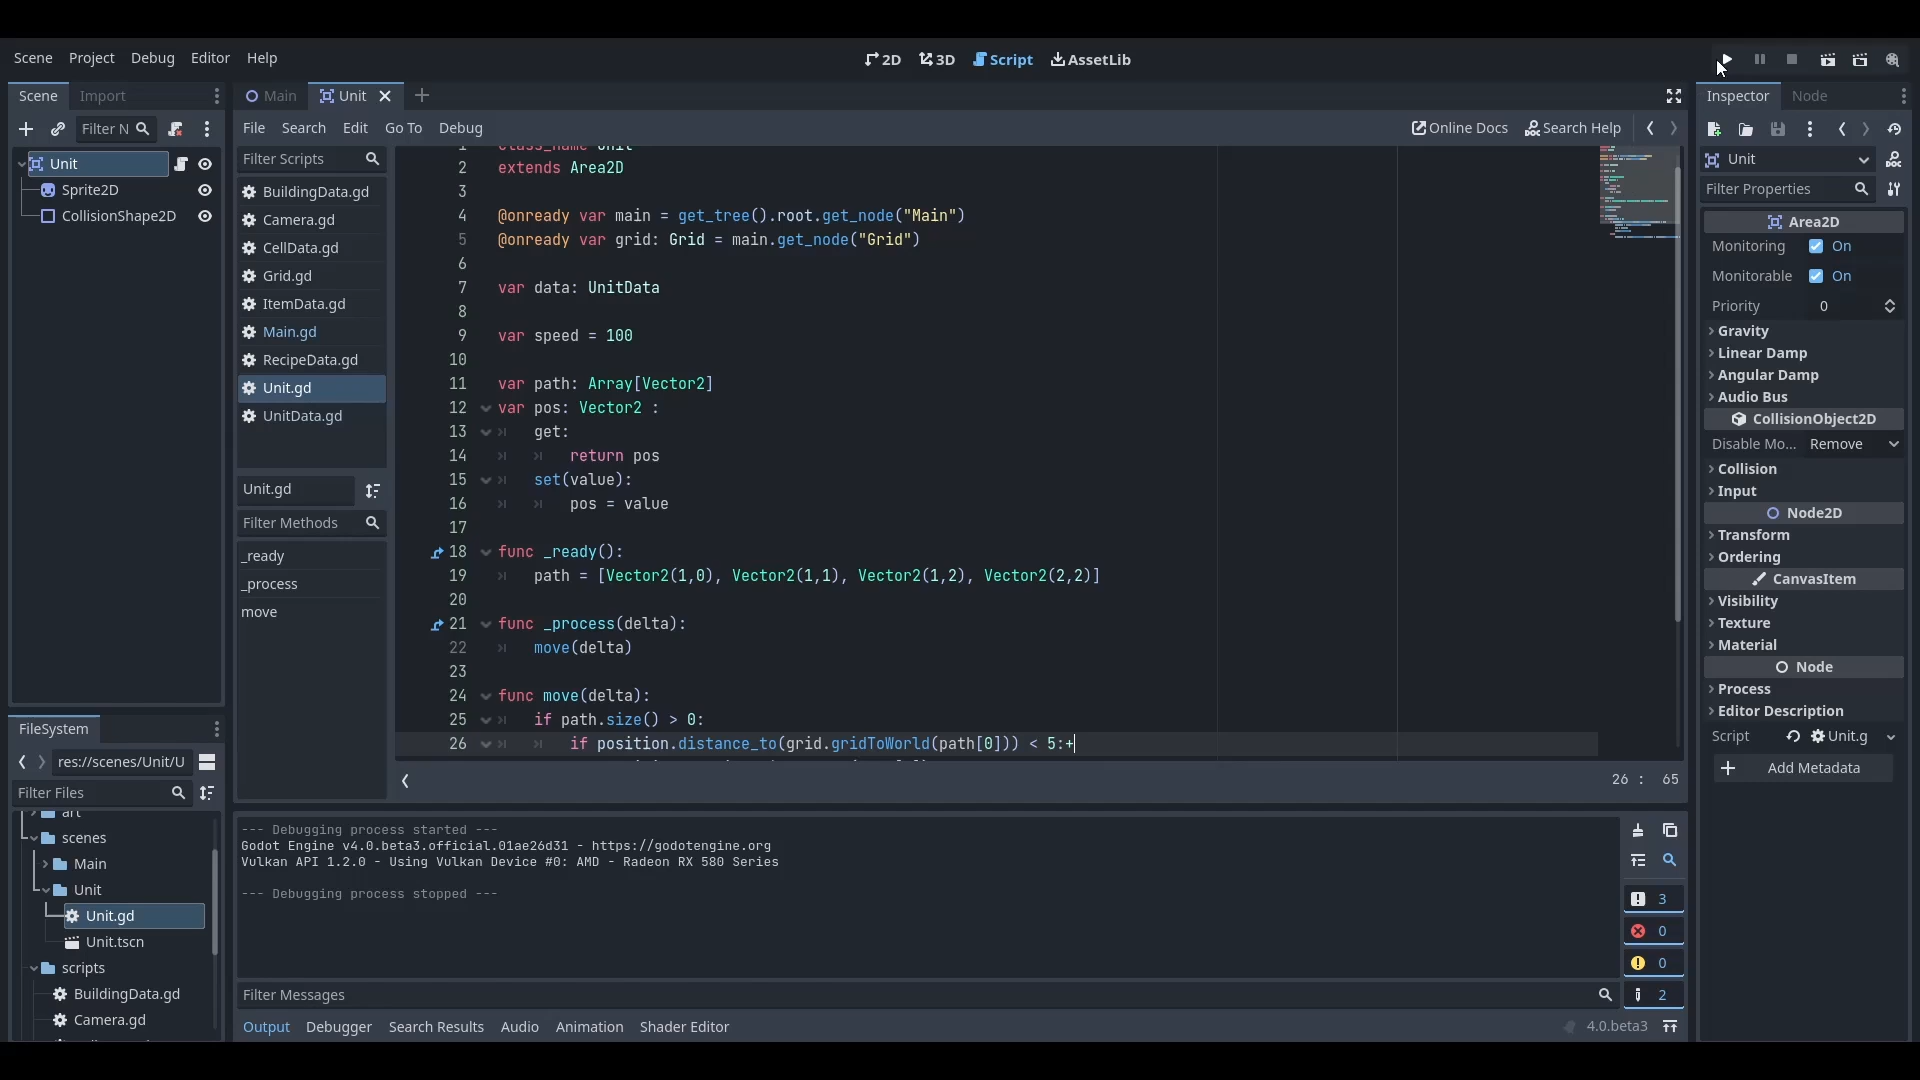 Scene Project Debug Editor Help
2D 3D Script AssetLib
Scene Import
Main Unit
Inspector Node
Filter N
File Search Edit Go To Debug
Online Docs Search Help
Unit
Sprite2D
CollisionShape2D
Filter Scripts
BuildingData.gd
Camera.gd
CellData.gd
Grid.gd
ItemData.gd
Main.gd
RecipeData.gd
Unit.gd
UnitData.gd
Unit.gd
Filter Methods
_ready
_process
move
1 class_name Unit
2 extends Area2D
3
4 @onready var main = get_tree().root.get_node("Main")
5 @onready var grid: Grid = main.get_node("Grid")
6
7 var data: UnitData
8
9 var speed = 100
10
11 var path: Array[Vector2]
12 var pos: Vector2 :
13 get:
14 return pos
15 set(value):
16 pos = value
17
18 func _ready():
19 path = [Vector2(1,0), Vector2(1,1), Vector2(1,2), Vector2(2,2)]
20
21 func _process(delta):
22 move(delta)
23
24 func move(delta):
25 if path.size() > 0:
26 if position.distance_to(grid.gridToWorld(path[0])) < 5:+
26 : 65
Unit
Filter Properties
Area2D
Monitoring On
Monitorable On
Priority 0
Gravity
Linear Damp
Angular Damp
Audio Bus
CollisionObject2D
Disable Mo... Remove
Collision
Input
Node2D
Transform
Ordering
CanvasItem
Visibility
Texture
Material
Node
Process
Editor Description
Script Unit.g
Add Metadata
FileSystem
res://scenes/Unit/U
Filter Files
art
scenes
Main
Unit
Unit.gd
Unit.tscn
scripts
BuildingData.gd
Camera.gd
--- Debugging process started ---
Godot Engine v4.0.beta3.official.01ae26d31 - https://godotengine.org
Vulkan API 1.2.0 - Using Vulkan Device #0: AMD - Radeon RX 580 Series
--- Debugging process stopped ---
3
0
0
2
Filter Messages
Output Debugger Search Results Audio Animation Shader Editor
4.0.beta3